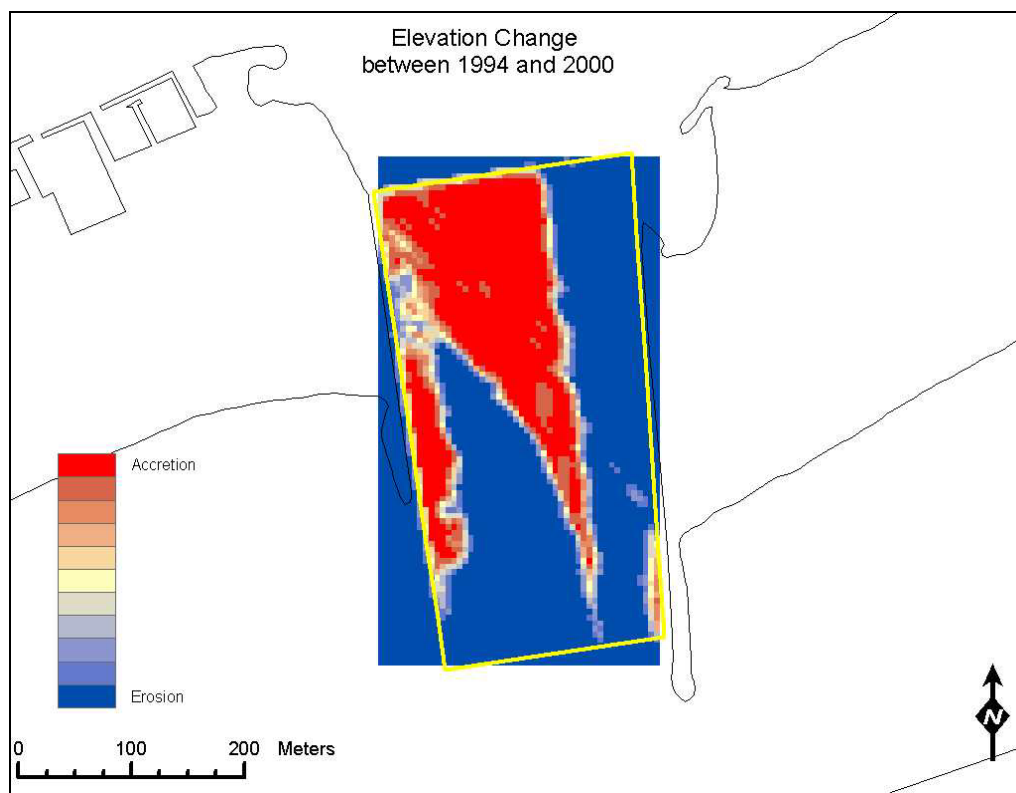 Elevation Change
between 1994 and 2000
Accretion
Erosion
0 100 200 Meters
N